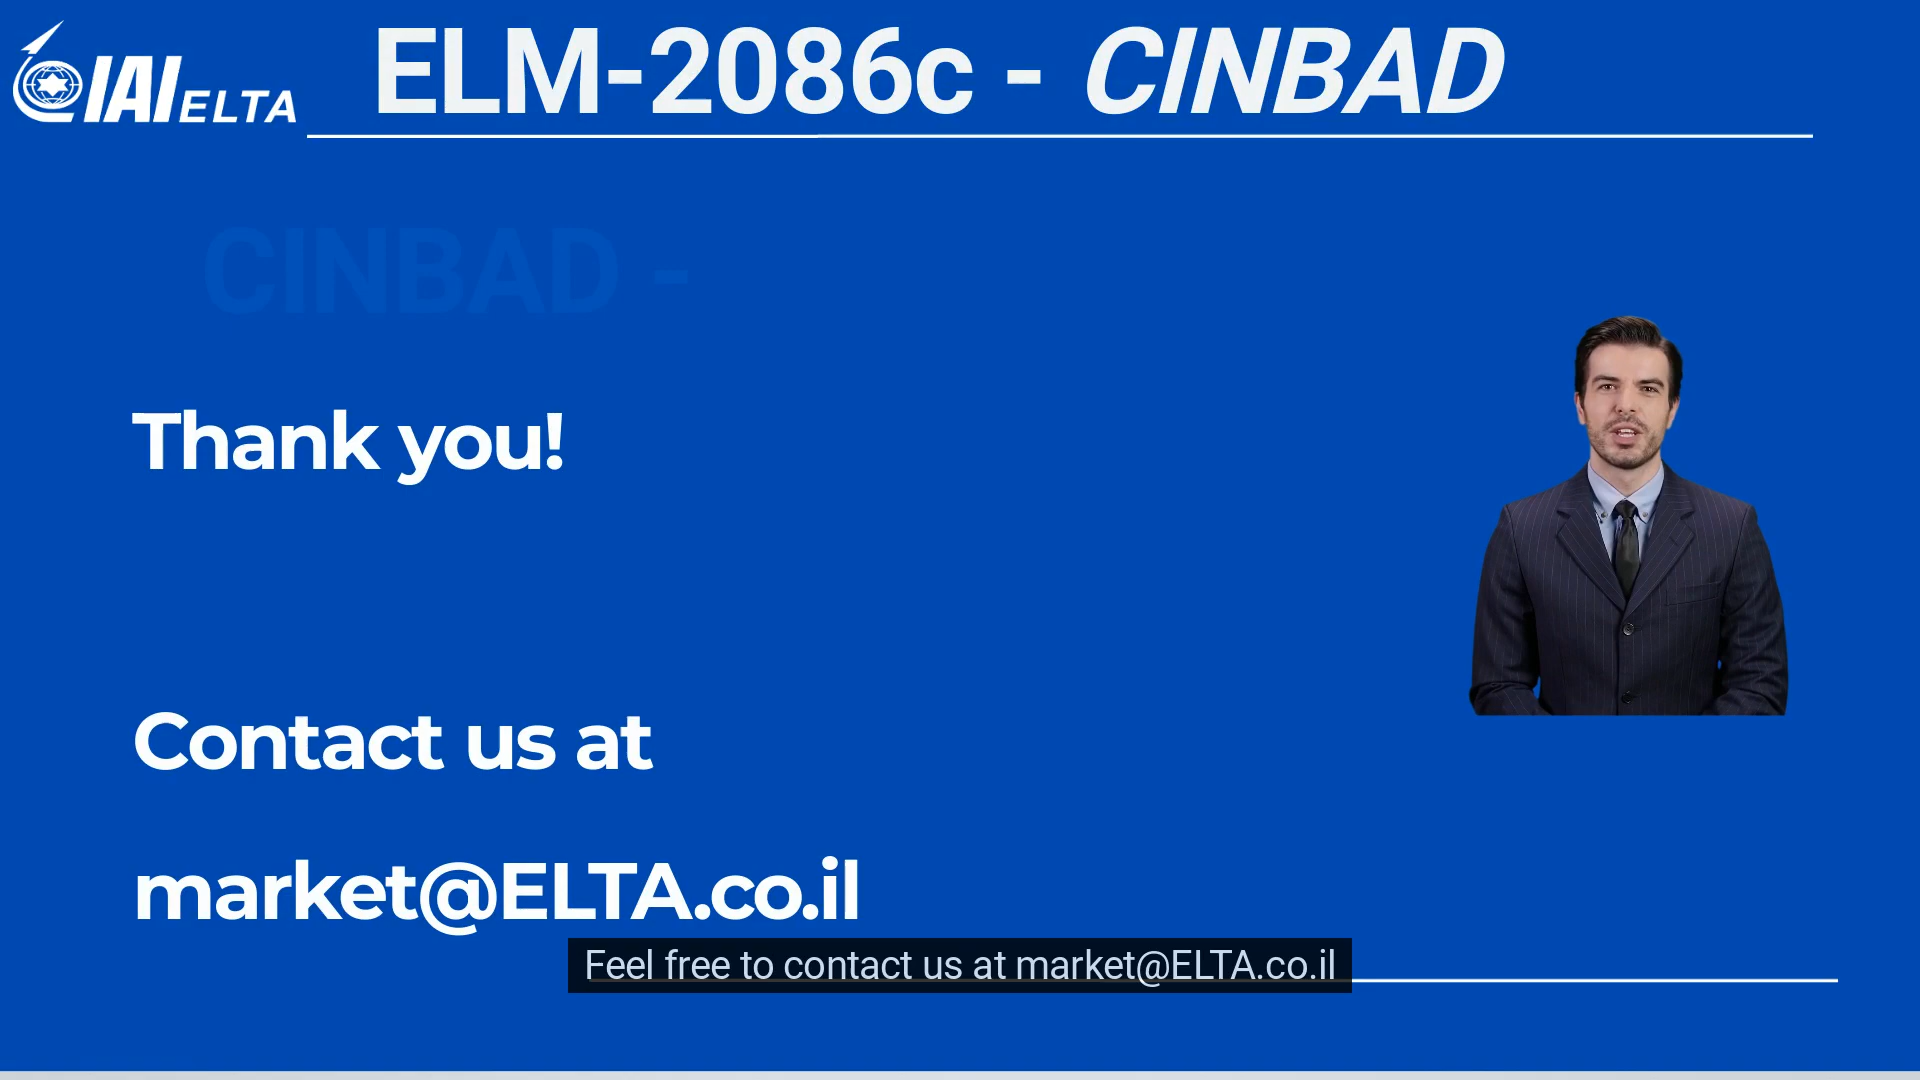 IAI ELTA
ELM-2086c - CINBAD
CINBAD -
Thank you!
Contact us at
market@ELTA.co.il
Feel free to contact us at market@ELTA.co.il